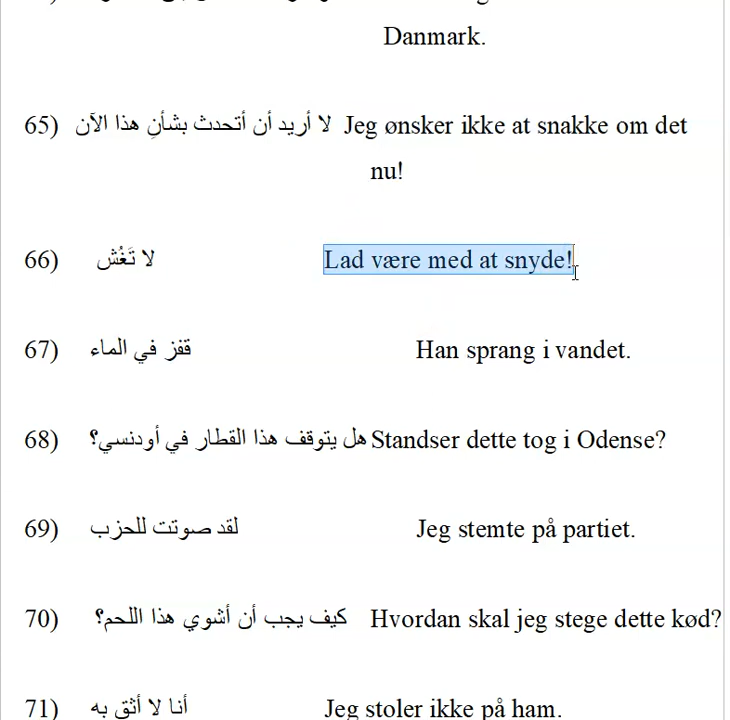 Danmark.
65) لا أريد أن أتحدث بشأنِ هذا الآن Jeg ønsker ikke at snakke om det
nu!
66) لا تَغُش Lad være med at snyde!
67) قفز في الماء Han sprang i vandet.
68) هل يتوقف هذا القطار في أودنسي؟ Standser dette tog i Odense?
69) لقد صوتت للحزب Jeg stemte på partiet.
70) كيف يجب أن أشوي هذا اللحم؟ Hvordan skal jeg stege dette kød?
71) أنا لا أثق به Jeg stoler ikke på ham.